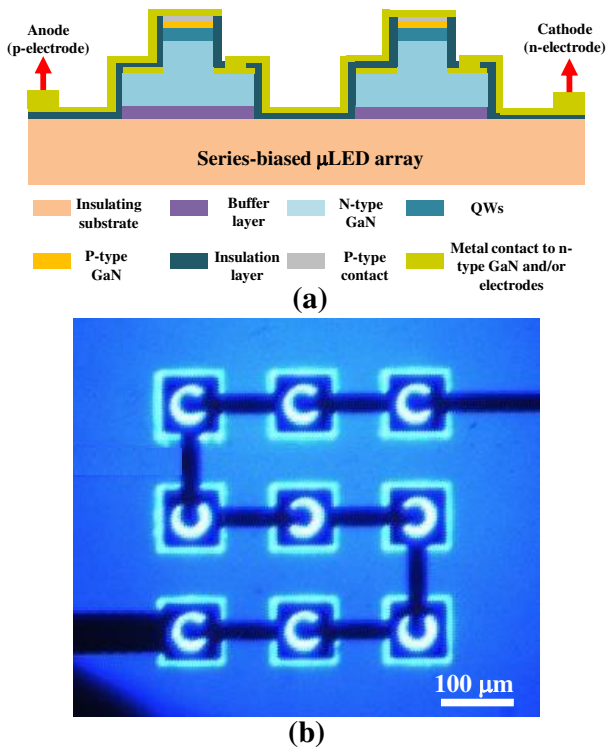 Anode
(p-electrode)
Cathode
(n-electrode)
Series-biased μLED array
Insulating
substrate
Buffer
layer
N-type
GaN
QWs
P-type
GaN
Insulation
layer
P-type
contact
Metal contact to n-
type GaN and/or
electrodes
(a)
100 μm
(b)